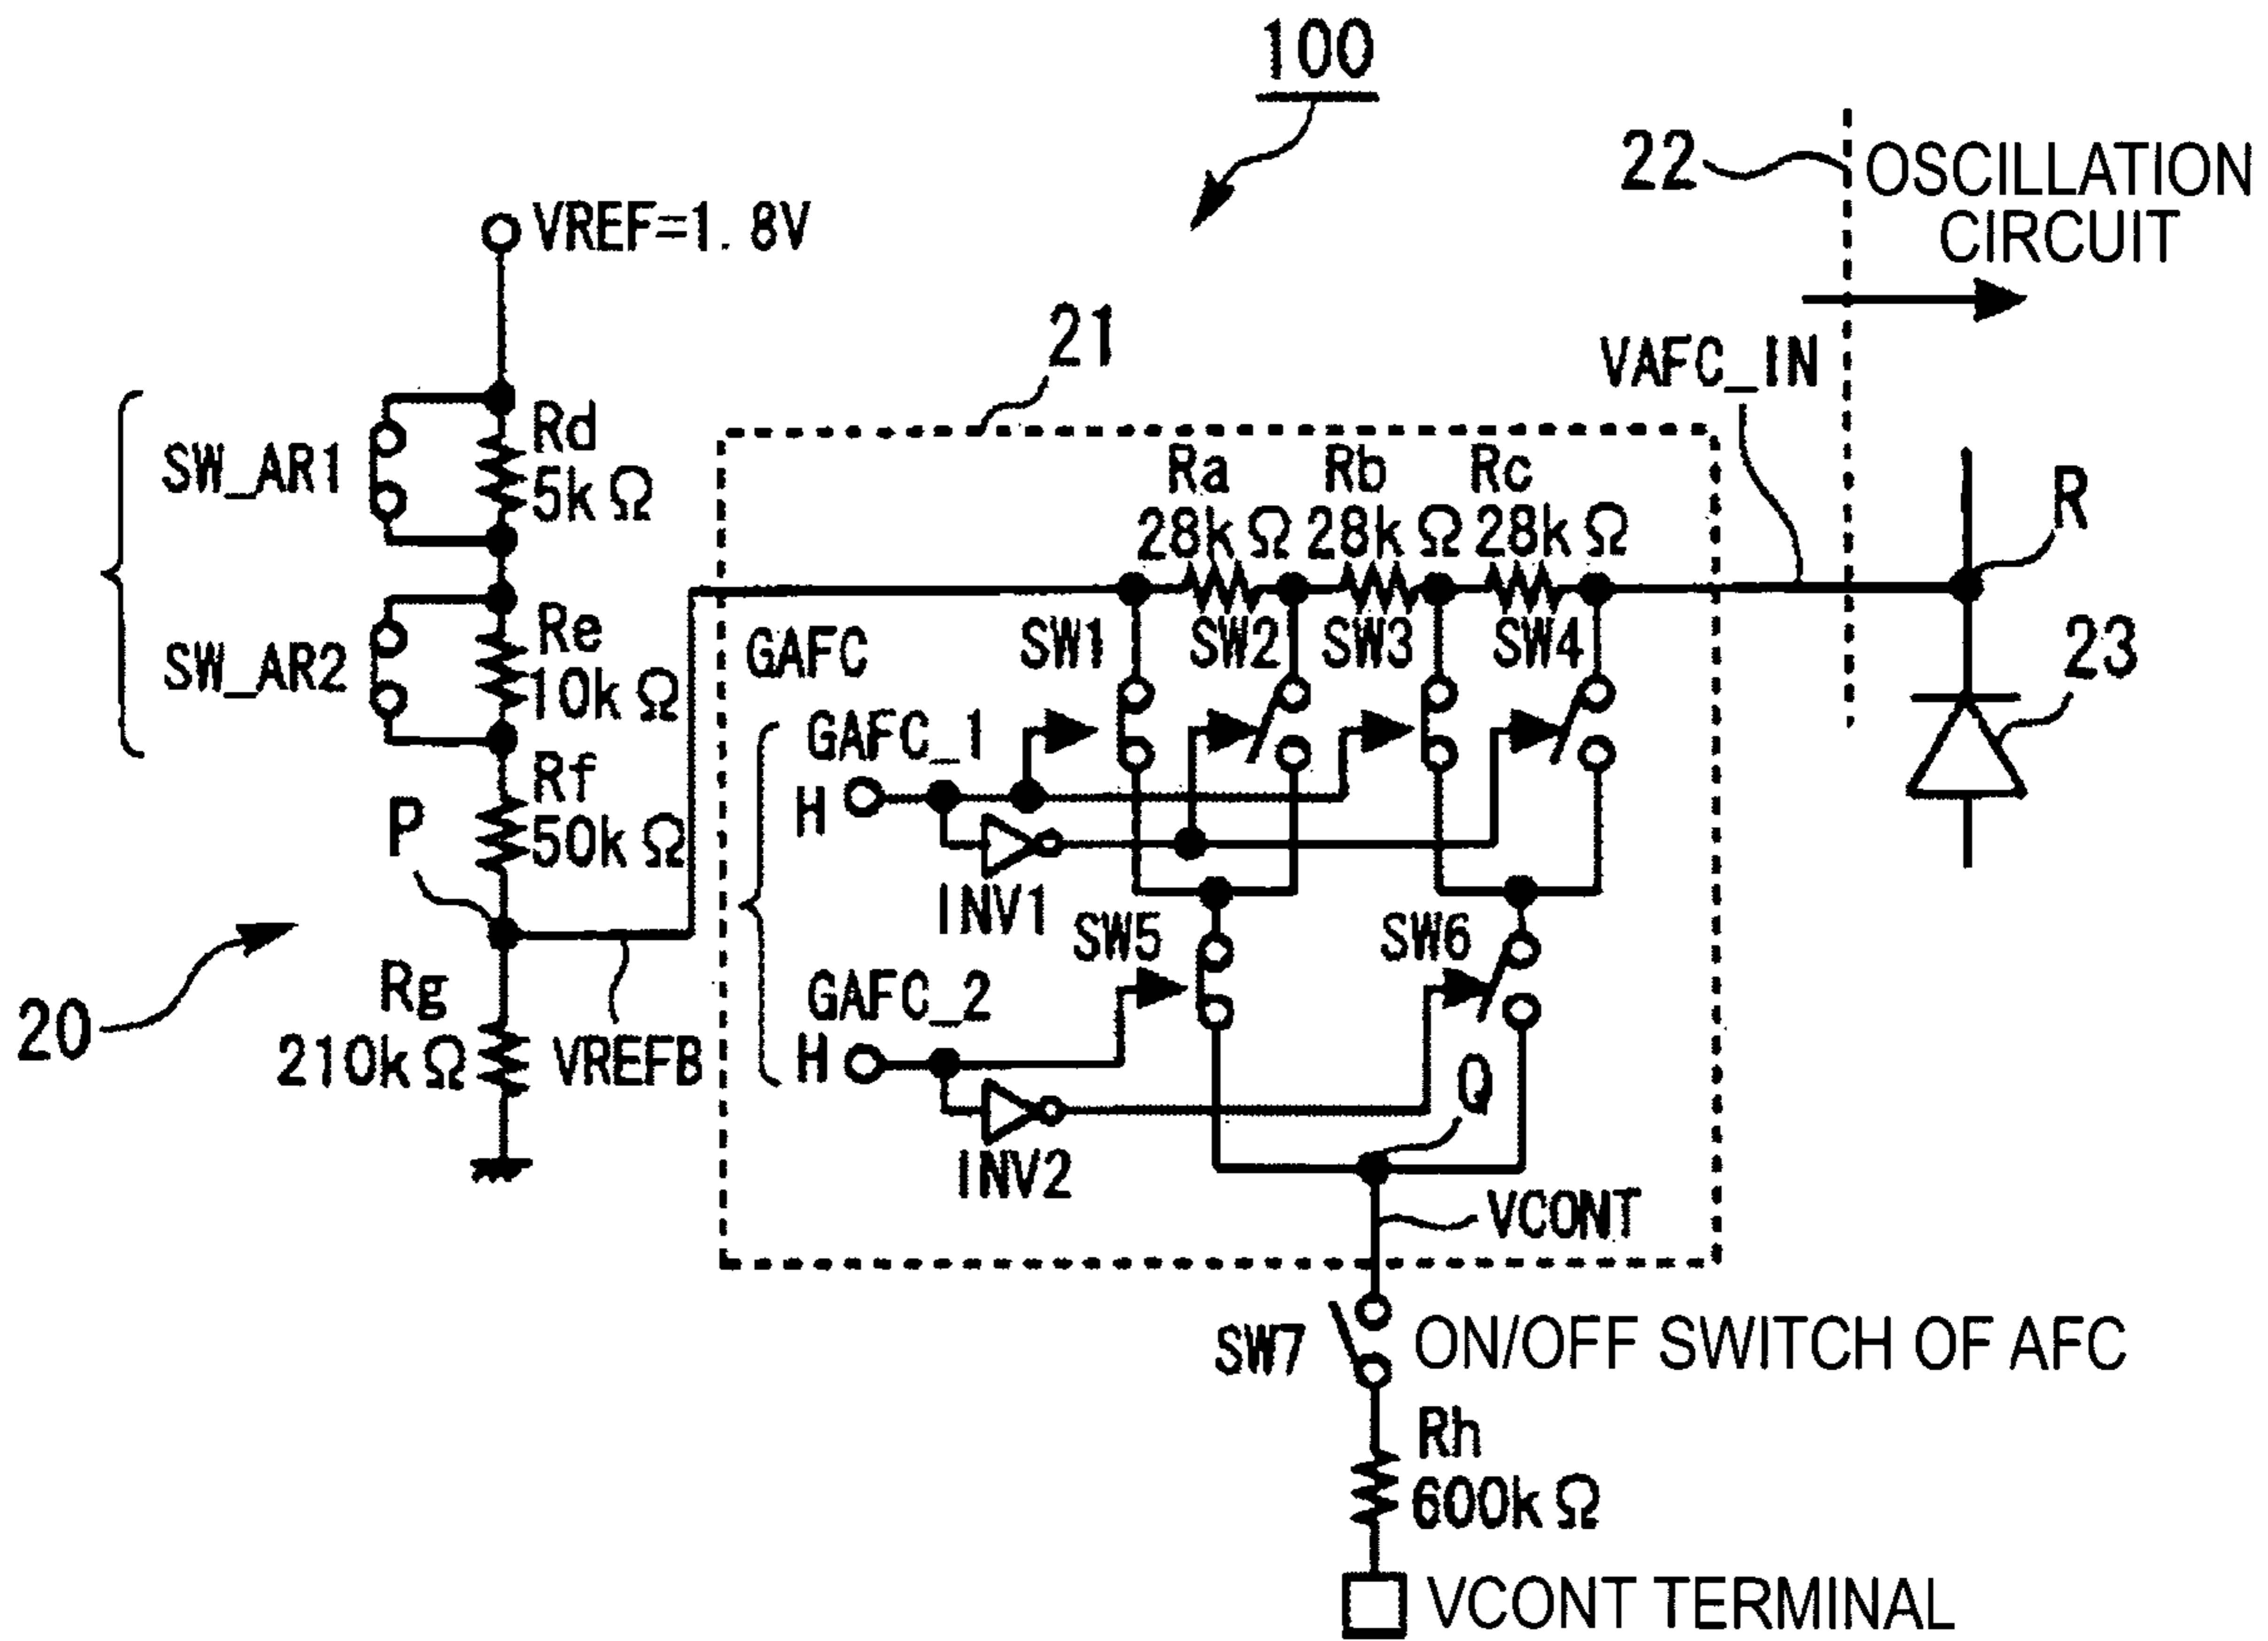 100
22
OSCILLATION
CIRCUIT
VREF=1.8V
21
VAFC_IN
SW_AR1
Rd
5kΩ
Ra
28kΩ
Rb
28kΩ
Rc
28kΩ
R
SW_AR2
Re
10kΩ
GAFC
SW1
SW2
SW3
SW4
23
GAFC_1
H
Rf
50kΩ
P
INV1
SW5
SW6
20
Rg
210kΩ
VREFB
GAFC_2
H
Q
INV2
VCONT
SW7
ON/OFF SWITCH OF AFC
Rh
600kΩ
VCONT TERMINAL